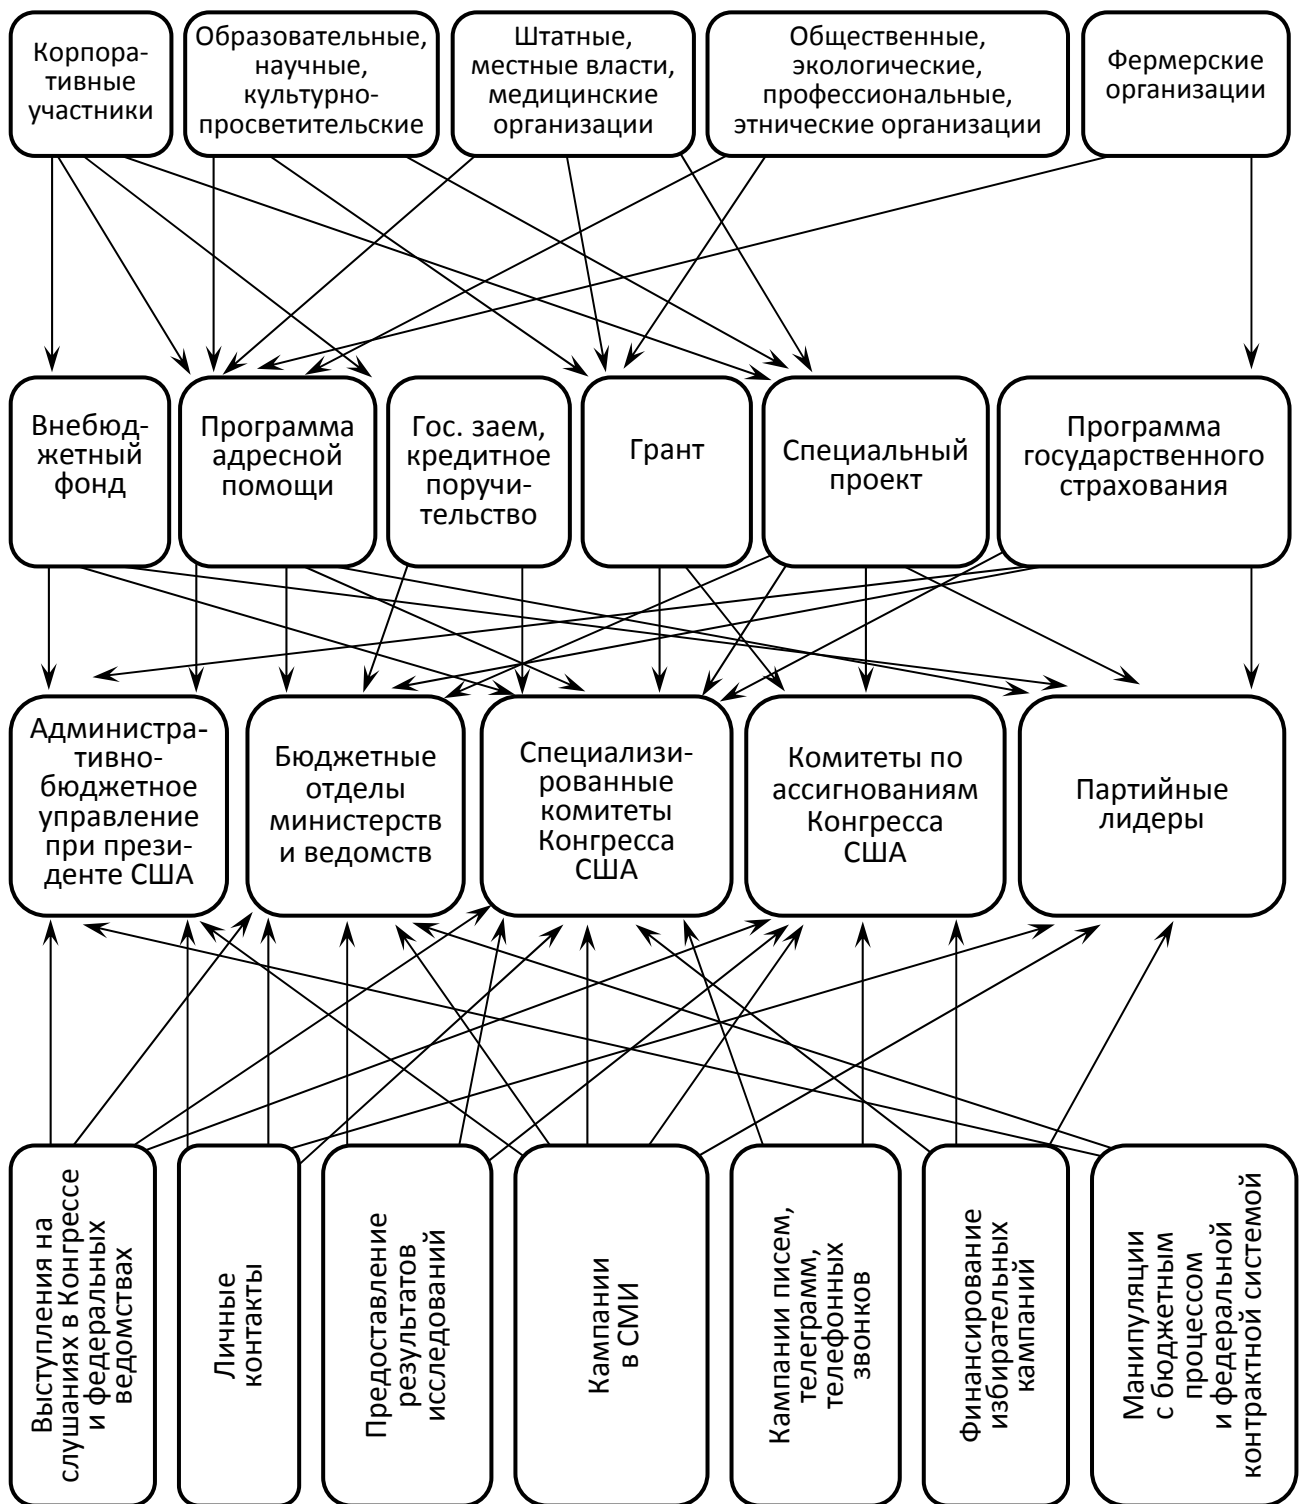 Корпора-
тивные
участники
Образовательные,
научные,
культурно-
просветительские
Штатные,
местные власти,
медицинские
организации
Общественные,
экологические,
профессиональные,
этнические организации
Фермерские
организации
Внебюд-
жетный
фонд
Программа
адресной
помощи
Гос. заем,
кредитное
поручи-
тельство
Грант
Специальный
проект
Программа
государственного
страхования
Администра-
тивно-
бюджетное
управление
при прези-
денте США
Бюджетные
отделы
министерств
и ведомств
Специализи-
рованные
комитеты
Конгресса
США
Комитеты по
ассигнованиям
Конгресса
США
Партийные
лидеры
Выступления на
слушаниях в Конгрессе
и федеральных
ведомствах
Личные
контакты
Предоставление
результатов
исследований
Кампании
в СМИ
Кампании писем,
телеграмм,
телефонных
звонков
Финансирование
избирательных
кампаний
Манипуляции
с бюджетным
процессом
и федеральной
контрактной системой